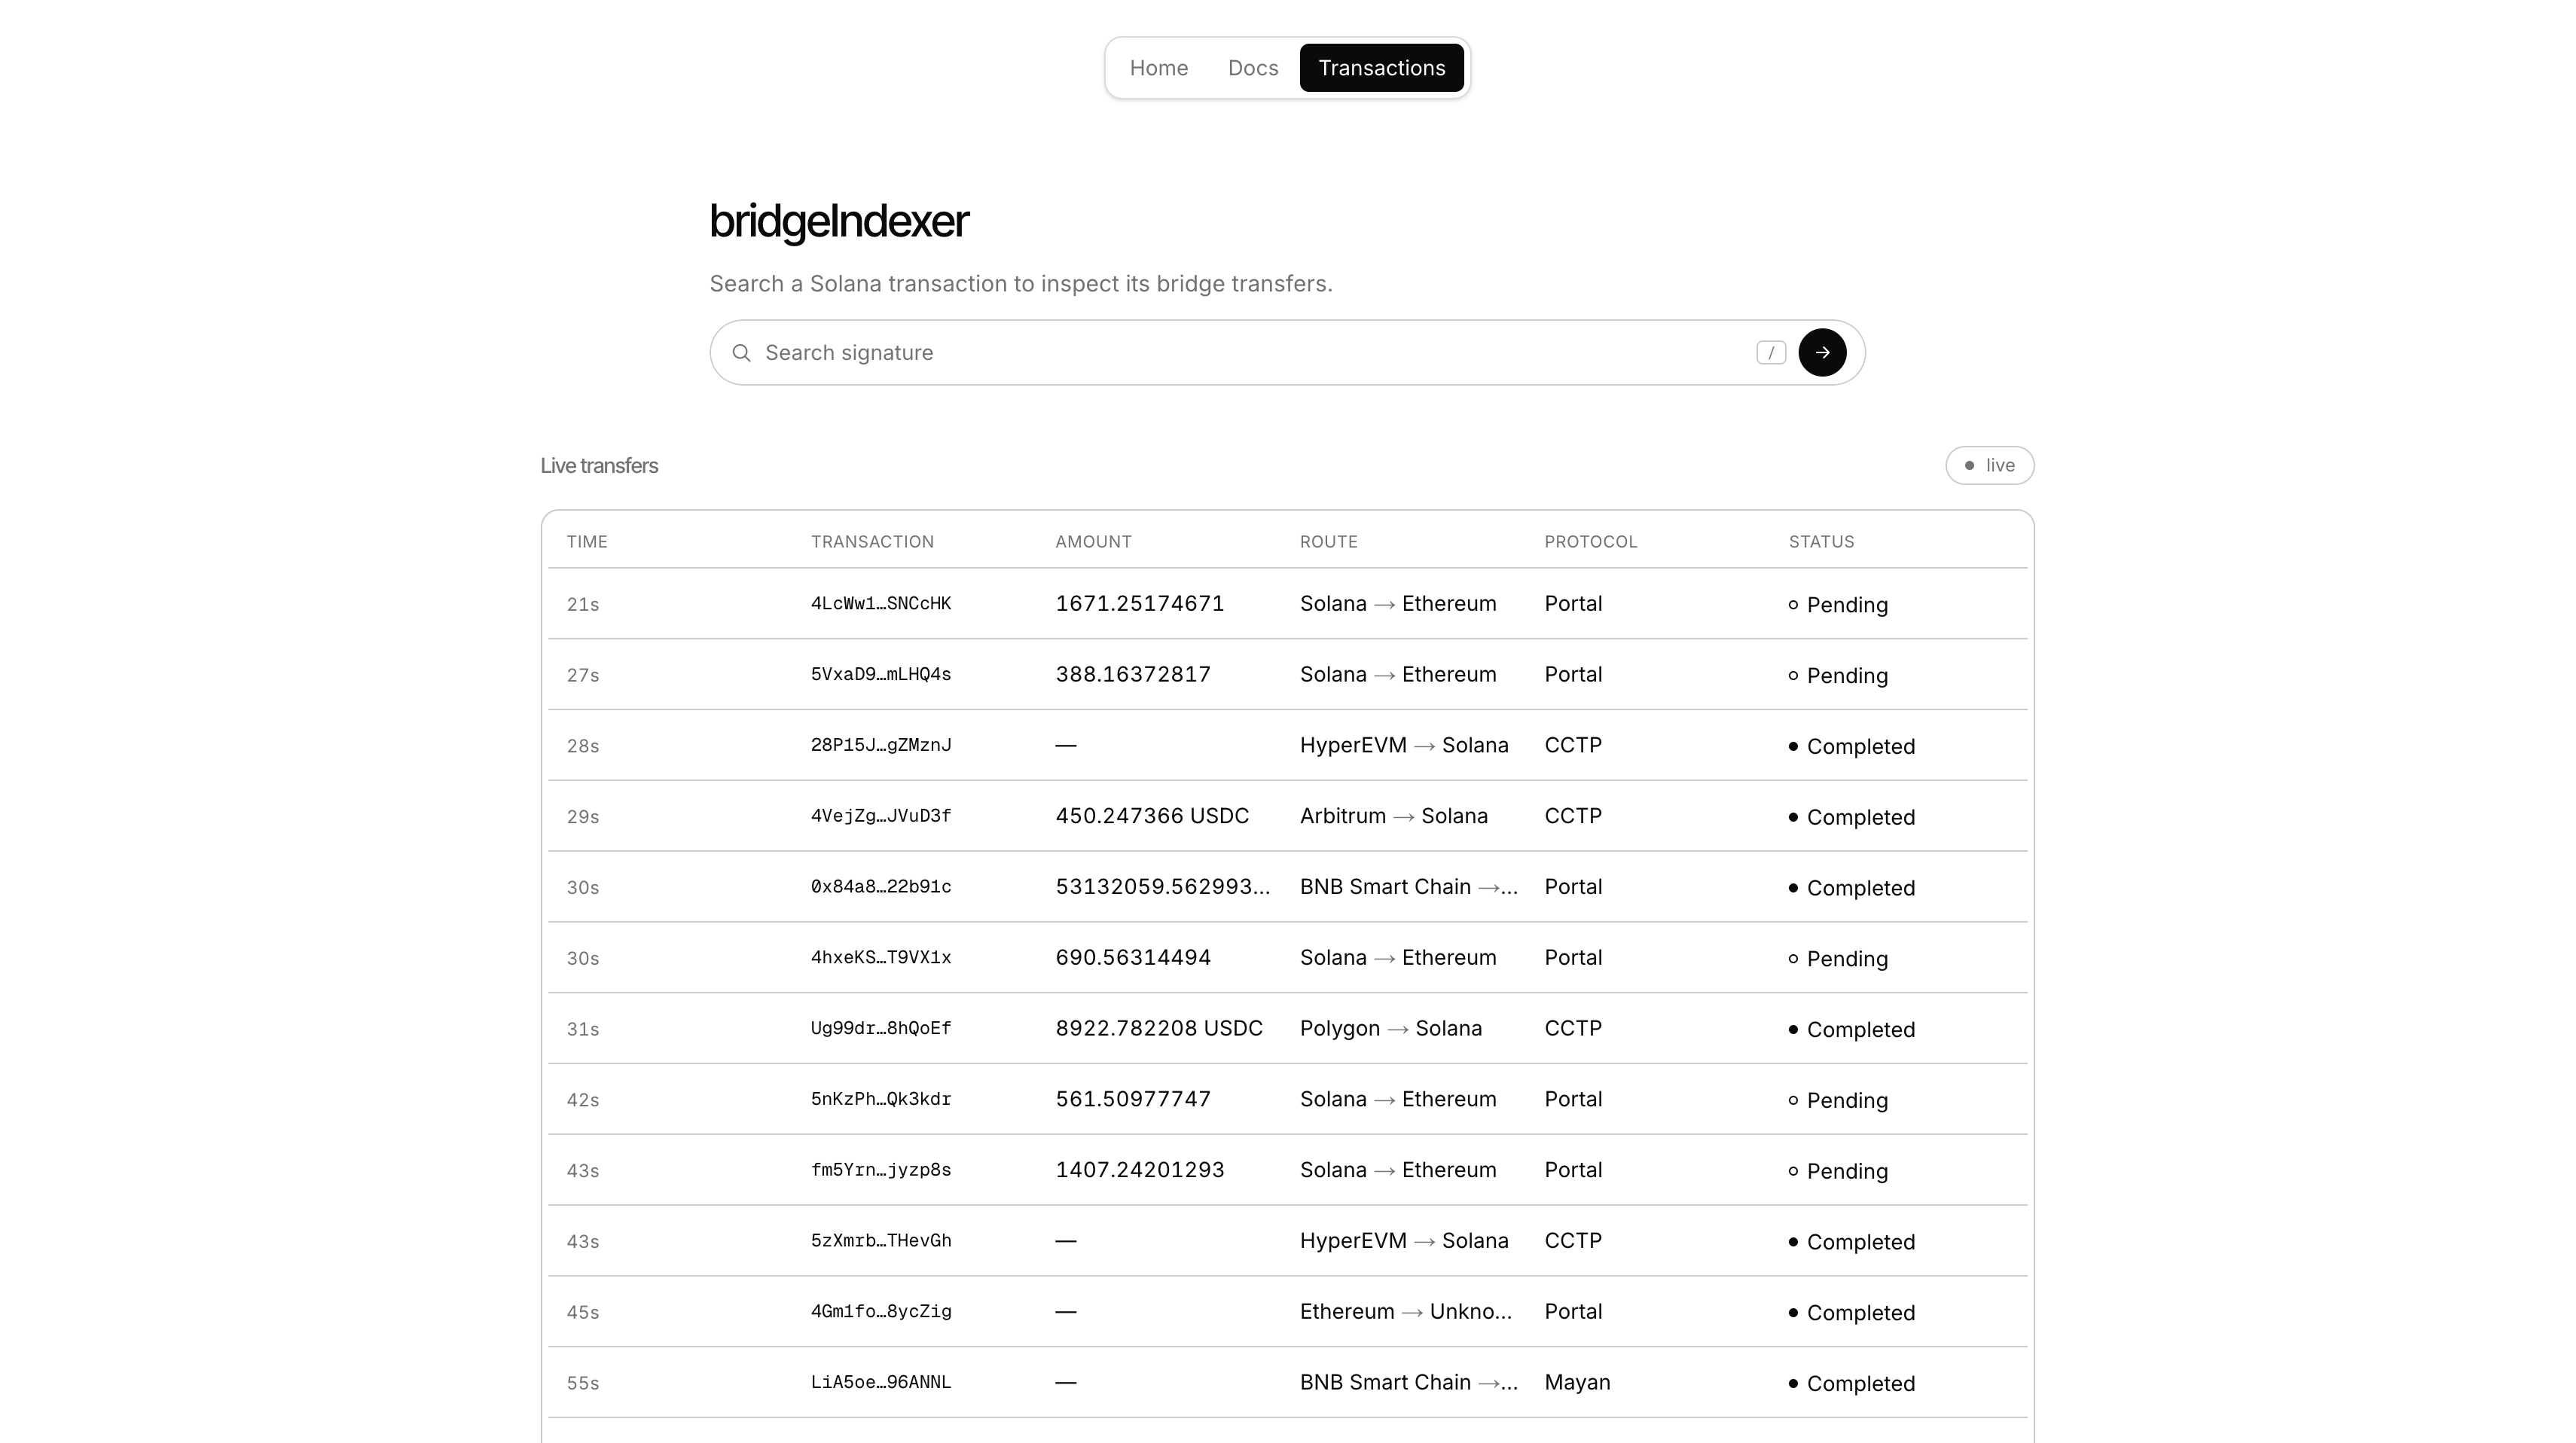 Home Docs Transactions
bridgeIndexer
Search a Solana transaction to inspect its bridge transfers.
Search signature /
Live transfers live
TIME TRANSACTION AMOUNT ROUTE PROTOCOL STATUS
21s 4LcWw1…SNCcHK 1671.25174671 Solana → Ethereum Portal Pending
27s 5VxaD9…mLHQ4s 388.16372817 Solana → Ethereum Portal Pending
28s 28P15J…gZMznJ — HyperEVM → Solana CCTP Completed
29s 4VejZg…JVuD3f 450.247366 USDC Arbitrum → Solana CCTP Completed
30s 0x84a8…22b91c 53132059.562993... BNB Smart Chain →... Portal Completed
30s 4hxeKS…T9VX1x 690.56314494 Solana → Ethereum Portal Pending
31s Ug99dr…8hQoEf 8922.782208 USDC Polygon → Solana CCTP Completed
42s 5nKzPh…Qk3kdr 561.50977747 Solana → Ethereum Portal Pending
43s fm5Yrn…jyzp8s 1407.24201293 Solana → Ethereum Portal Pending
43s 5zXmrb…THevGh — HyperEVM → Solana CCTP Completed
45s 4Gm1fo…8ycZig — Ethereum → Unkno... Portal Completed
55s LiA5oe…96ANNL — BNB Smart Chain →... Mayan Completed